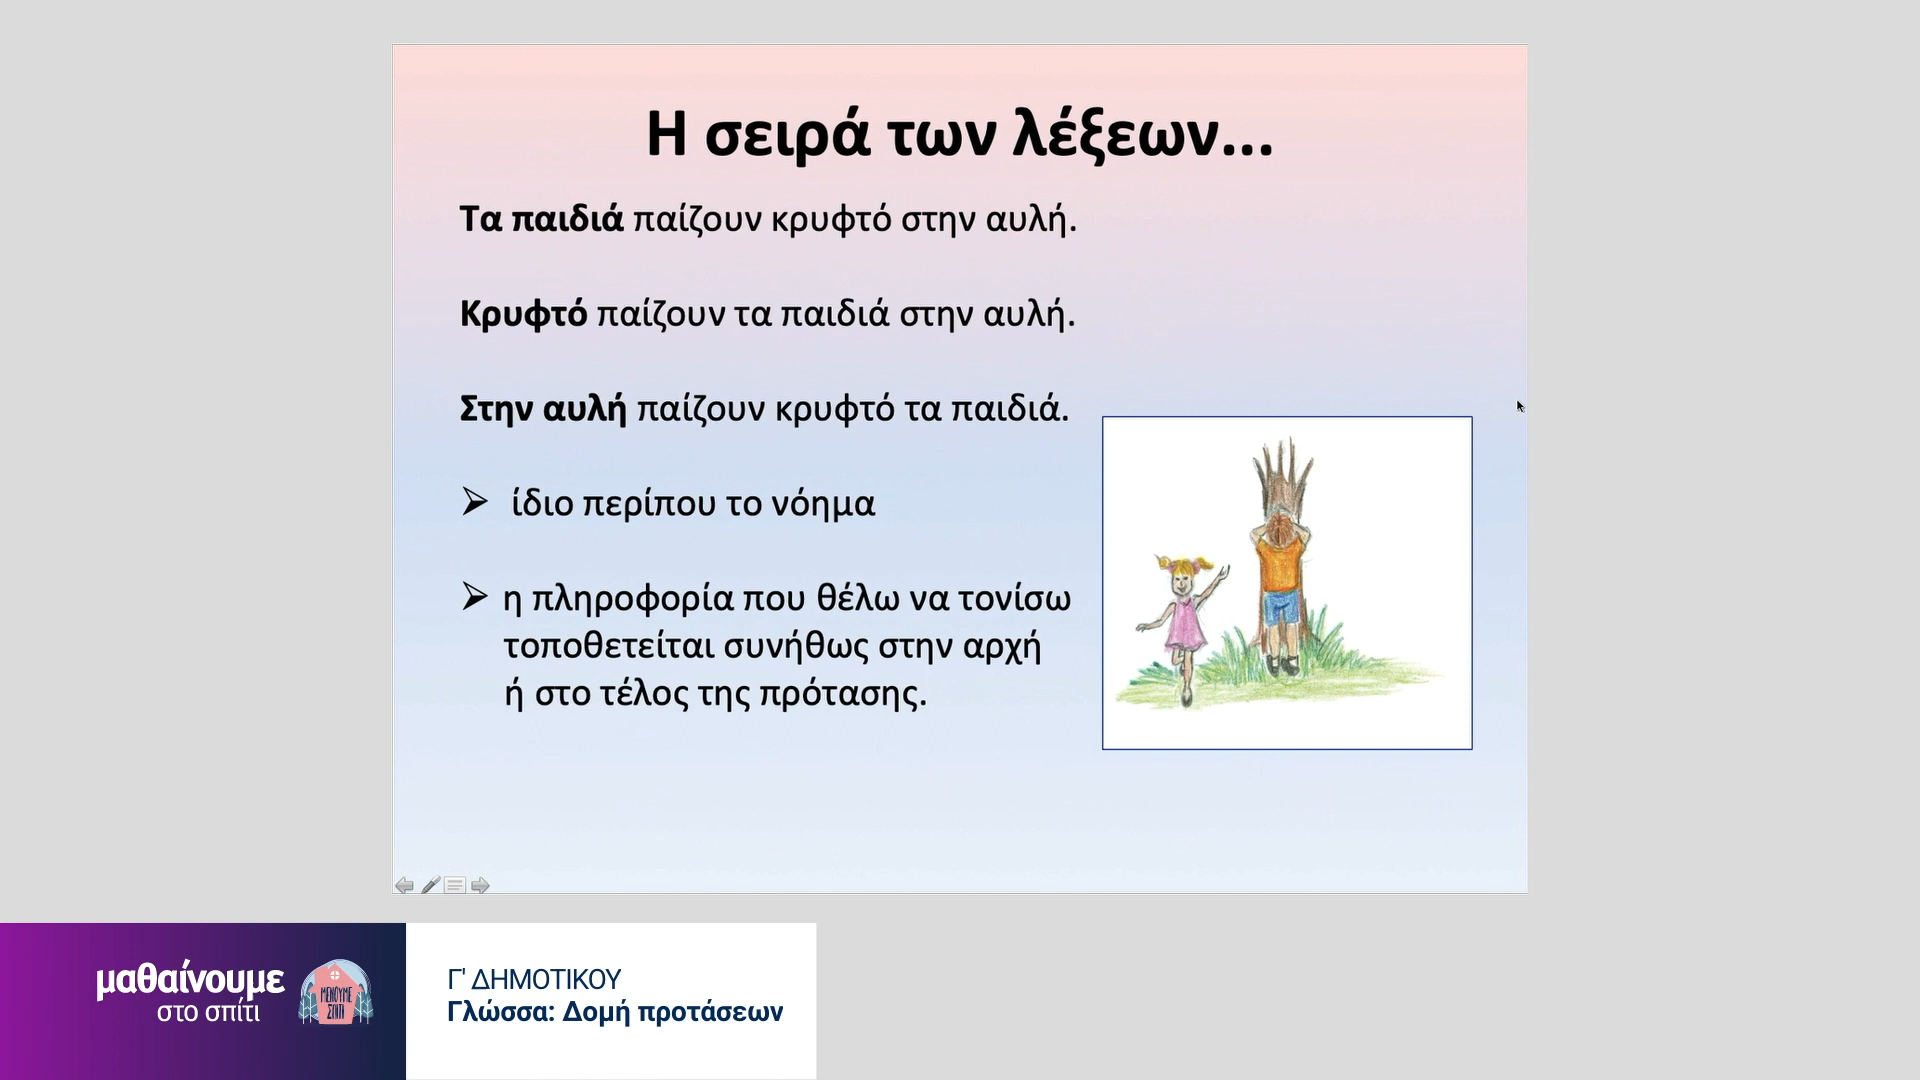 Η σειρά των λέξεων...
Τα παιδιά παίζουν κρυφτό στην αυλή.
Κρυφτό παίζουν τα παιδιά στην αυλή.
Στην αυλή παίζουν κρυφτό τα παιδιά.
➢ ίδιο περίπου το νόημα
➢ η πληροφορία που θέλω να τονίσω
τοποθετείται συνήθως στην αρχή
ή στο τέλος της πρότασης.
μαθαίνουμε
στο σπίτι
ΜΕΝΟΥΜΕ
ΣΠΙΤΙ
Γ' ΔΗΜΟΤΙΚΟΥ
Γλώσσα: Δομή προτάσεων